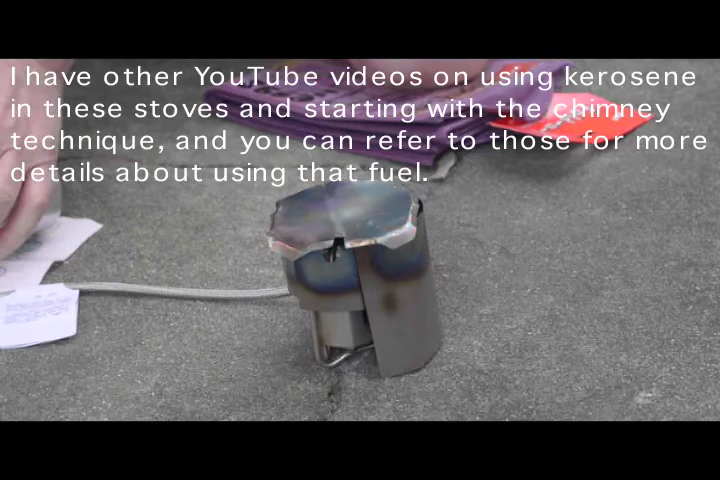 I have other YouTube videos on using kerosene
in these stoves and starting with the chimney
technique, and you can refer to those for more
details about using that fuel.